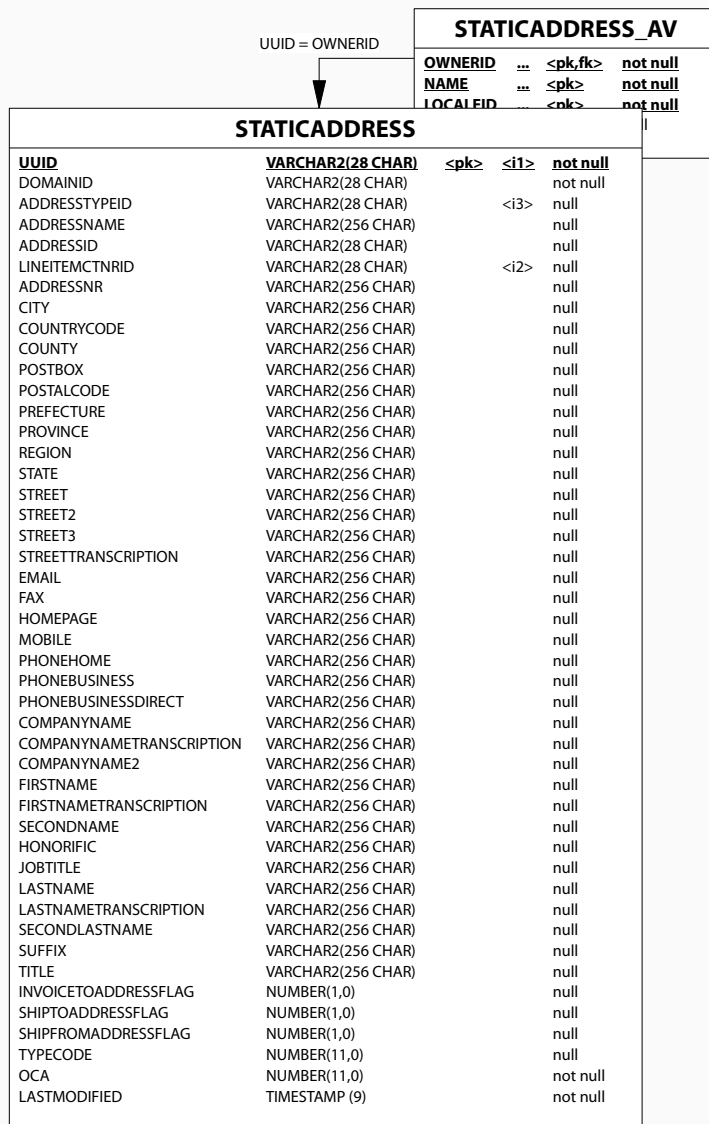 STATICADDRESS_AV
UUID = OWNERID
OWNERID ... <pk,fk> not null
NAME ... <pk> not null
LOCALEID ... <pk> not null
STATICADDRESS
UUID VARCHAR2(28 CHAR) <pk> <i1> not null
DOMAINID VARCHAR2(28 CHAR) not null
ADDRESSTYPEID VARCHAR2(28 CHAR) <i3> null
ADDRESSNAME VARCHAR2(256 CHAR) null
ADDRESSID VARCHAR2(28 CHAR) null
LINEITEMCTNRID VARCHAR2(28 CHAR) <i2> null
ADDRESSNR VARCHAR2(256 CHAR) null
CITY VARCHAR2(256 CHAR) null
COUNTRYCODE VARCHAR2(256 CHAR) null
COUNTY VARCHAR2(256 CHAR) null
POSTBOX VARCHAR2(256 CHAR) null
POSTALCODE VARCHAR2(256 CHAR) null
PREFECTURE VARCHAR2(256 CHAR) null
PROVINCE VARCHAR2(256 CHAR) null
REGION VARCHAR2(256 CHAR) null
STATE VARCHAR2(256 CHAR) null
STREET VARCHAR2(256 CHAR) null
STREET2 VARCHAR2(256 CHAR) null
STREET3 VARCHAR2(256 CHAR) null
STREETTRANSCRIPTION VARCHAR2(256 CHAR) null
EMAIL VARCHAR2(256 CHAR) null
FAX VARCHAR2(256 CHAR) null
HOMEPAGE VARCHAR2(256 CHAR) null
MOBILE VARCHAR2(256 CHAR) null
PHONEHOME VARCHAR2(256 CHAR) null
PHONEBUSINESS VARCHAR2(256 CHAR) null
PHONEBUSINESSDIRECT VARCHAR2(256 CHAR) null
COMPANYNAME VARCHAR2(256 CHAR) null
COMPANYNAMETRANSCRIPTION VARCHAR2(256 CHAR) null
COMPANYNAME2 VARCHAR2(256 CHAR) null
FIRSTNAME VARCHAR2(256 CHAR) null
FIRSTNAMETRANSCRIPTION VARCHAR2(256 CHAR) null
SECONDNAME VARCHAR2(256 CHAR) null
HONORIFIC VARCHAR2(256 CHAR) null
JOBTITLE VARCHAR2(256 CHAR) null
LASTNAME VARCHAR2(256 CHAR) null
LASTNAMETRANSCRIPTION VARCHAR2(256 CHAR) null
SECONDLASTNAME VARCHAR2(256 CHAR) null
SUFFIX VARCHAR2(256 CHAR) null
TITLE VARCHAR2(256 CHAR) null
INVOICETOADDRESSFLAG NUMBER(1,0) null
SHIPTOADDRESSFLAG NUMBER(1,0) null
SHIPFROMADDRESSFLAG NUMBER(1,0) null
TYPECODE NUMBER(11,0) null
OCA NUMBER(11,0) not null
LASTMODIFIED TIMESTAMP (9) not null